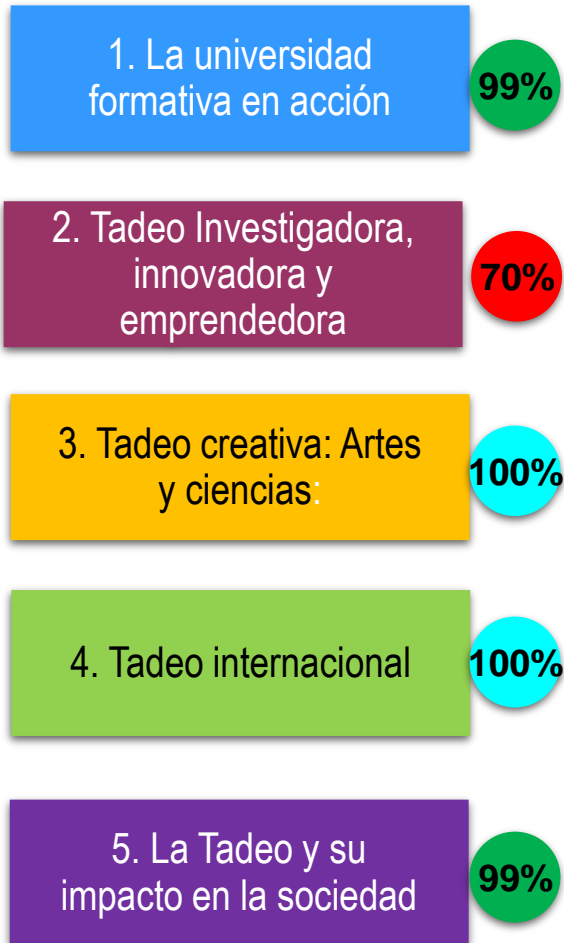 1. La universidad
formativa en acción
99%
2. Tadeo Investigadora,
innovadora y
emprendedora
70%
3. Tadeo creativa: Artes
y ciencias:
100%
4. Tadeo internacional
100%
5. La Tadeo y su
impacto en la sociedad
99%